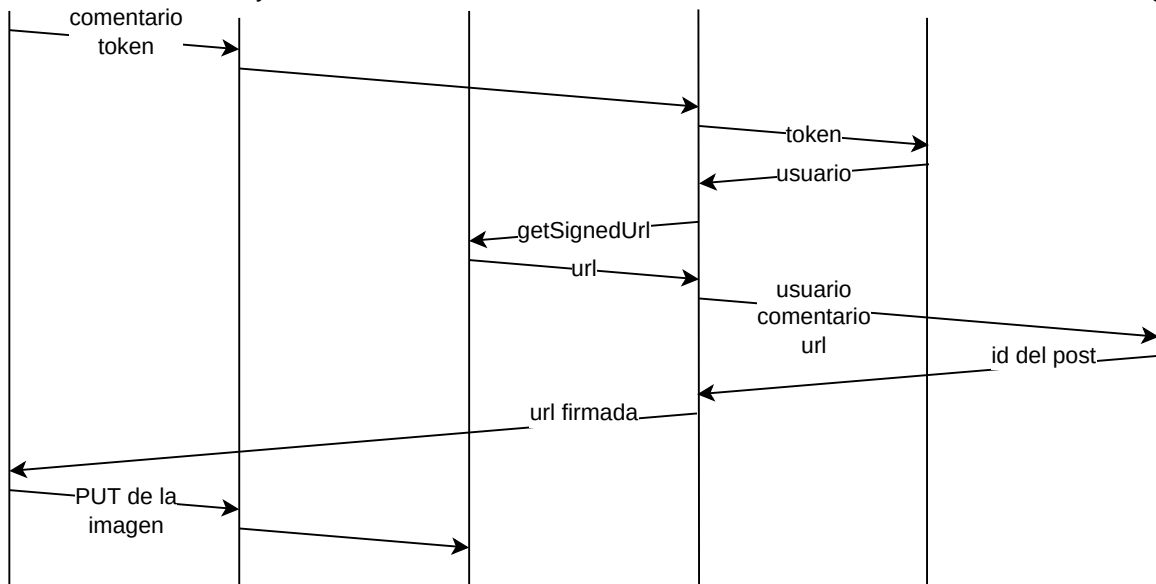 comentario
token
token
usuario
getSignedUrl
url
usuario
comentario
url
id del post
url firmada
PUT de la
imagen